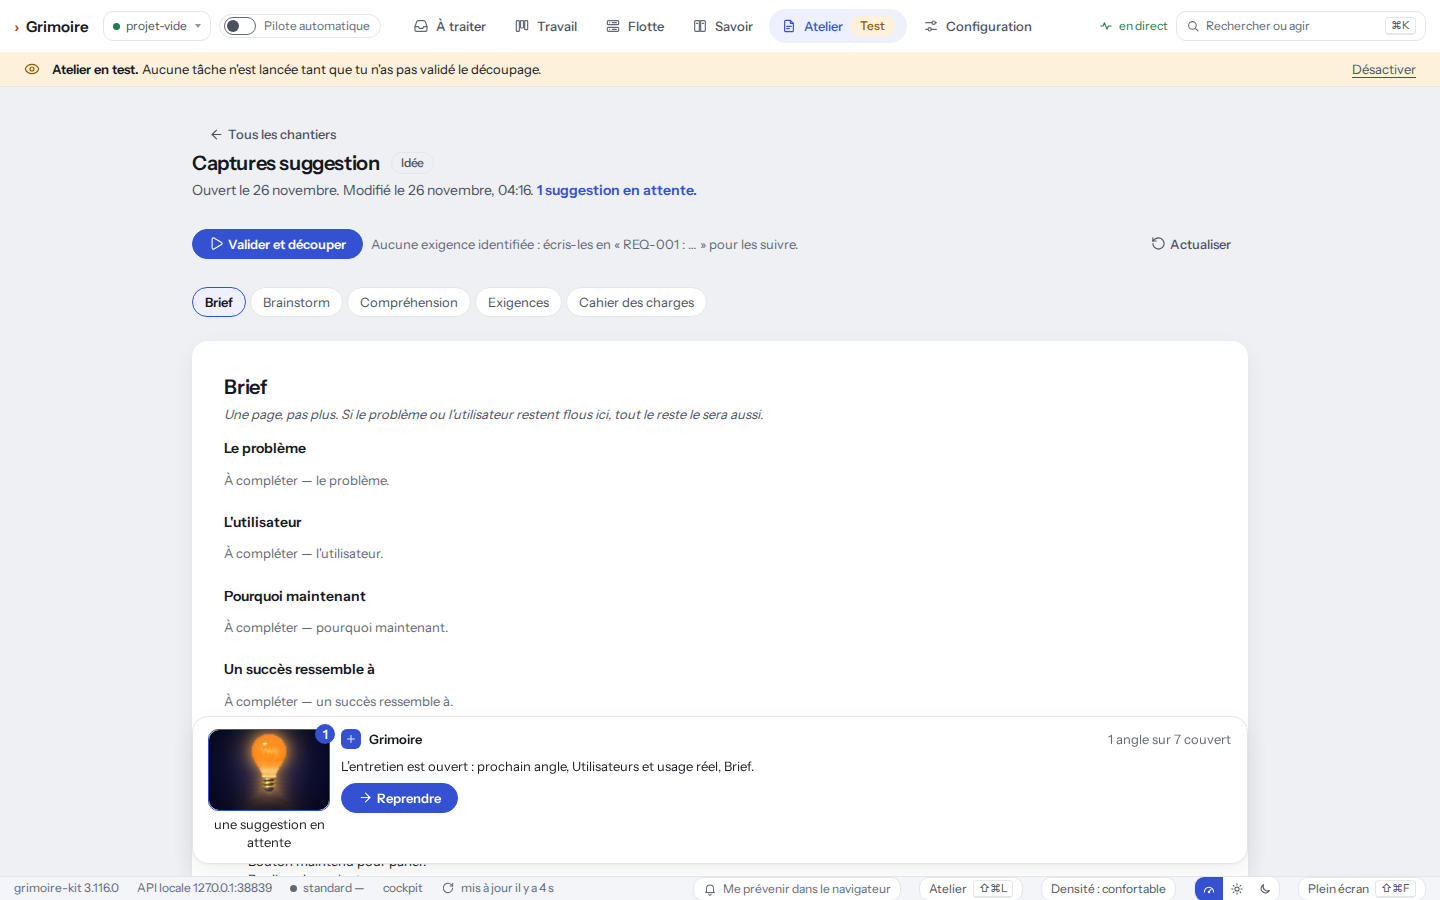 › Grimoire
projet-vide
Pilote automatique
À traiter
Travail
Flotte
Savoir
Atelier Test
Configuration
en direct
Rechercher ou agir ⌘K
Atelier en test. Aucune tâche n'est lancée tant que tu n'as pas validé le découpage.
Désactiver
← Tous les chantiers
Captures suggestion Idée
Ouvert le 26 novembre. Modifié le 26 novembre, 04:16. 1 suggestion en attente.
Valider et découper
Aucune exigence identifiée : écris-les en « REQ-001 : … » pour les suivre.
Actualiser
Brief
Brainstorm
Compréhension
Exigences
Cahier des charges
Brief
Une page, pas plus. Si le problème ou l'utilisateur restent flous ici, tout le reste le sera aussi.
Le problème
À compléter — le problème.
L'utilisateur
À compléter — l'utilisateur.
Pourquoi maintenant
À compléter — pourquoi maintenant.
Un succès ressemble à
À compléter — un succès ressemble à.
1
Grimoire
1 angle sur 7 couvert
L'entretien est ouvert : prochain angle, Utilisateurs et usage réel, Brief.
→ Reprendre
une suggestion en
attente
Bouton maintenu pour parler.
grimoire-kit 3.116.0
API locale 127.0.0.1:38839
standard —
cockpit
mis à jour il y a 4 s
Me prévenir dans le navigateur
Atelier ⇧⌘L
Densité : confortable
Plein écran ⇧⌘F